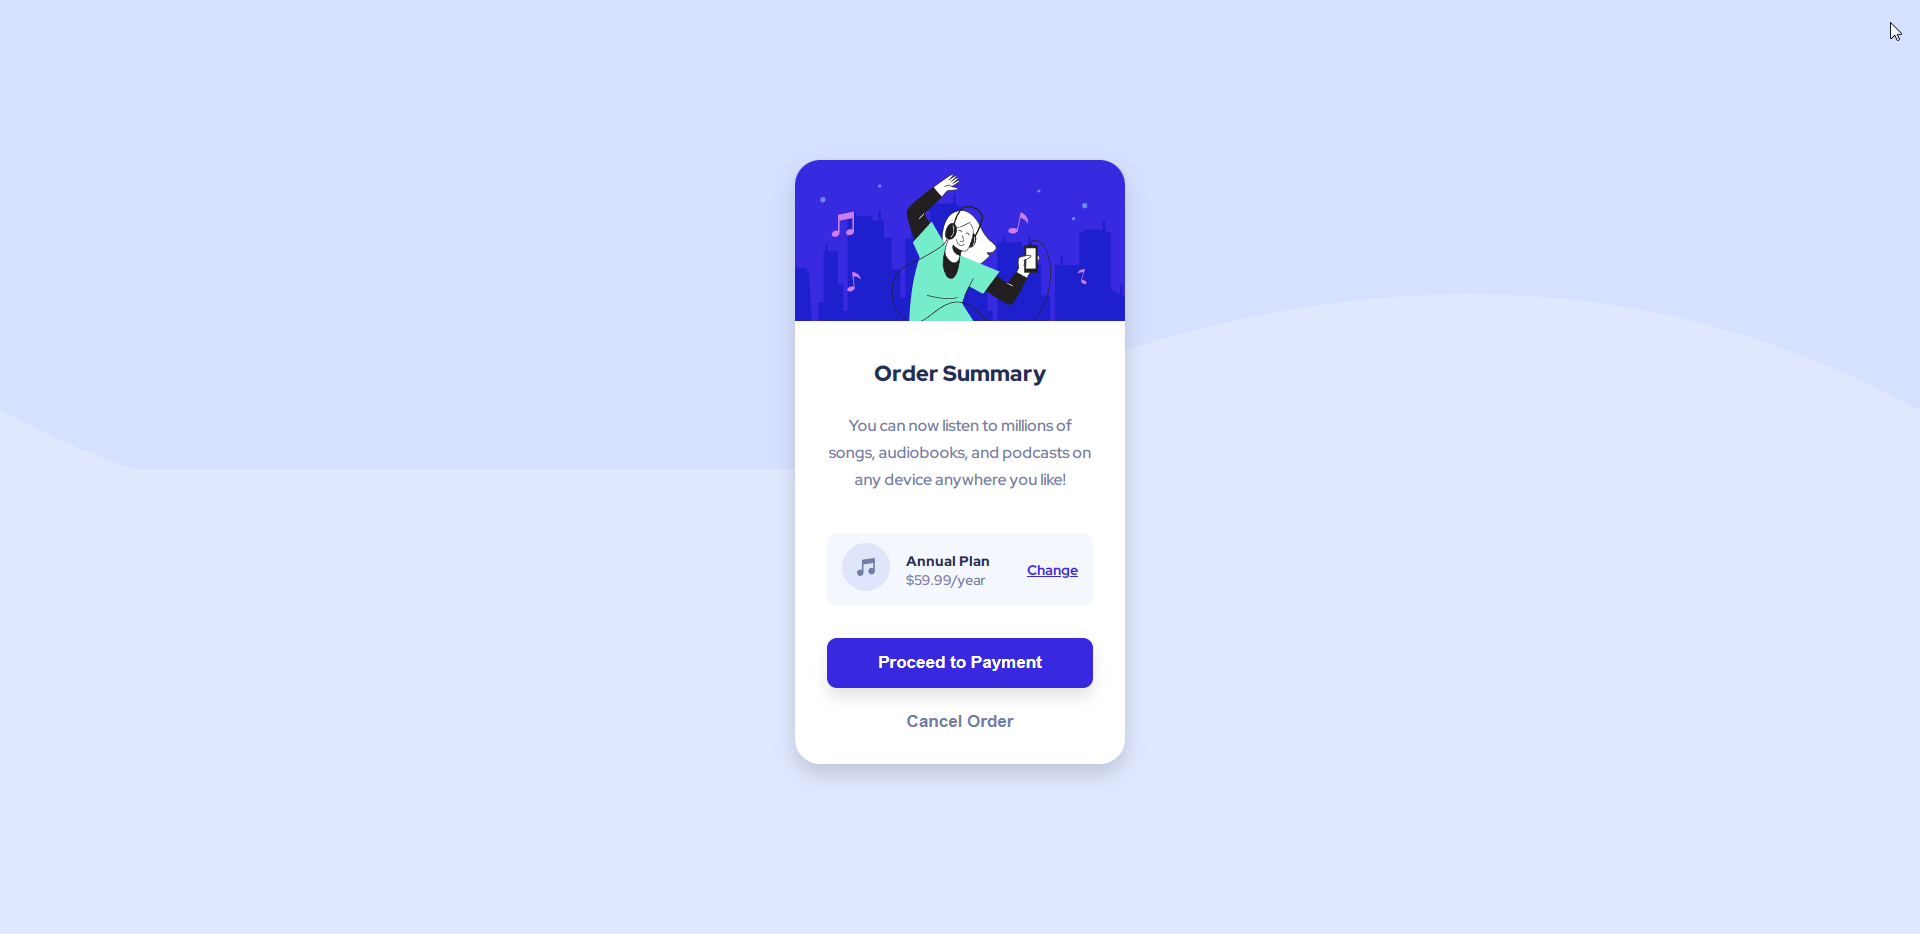 Order Summary
You can now listen to millions of
songs, audiobooks, and podcasts on
any device anywhere you like!
Annual Plan
$59.99/year
Change
Proceed to Payment
Cancel Order